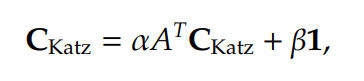 C_Katz = αA^T C_Katz + β1,